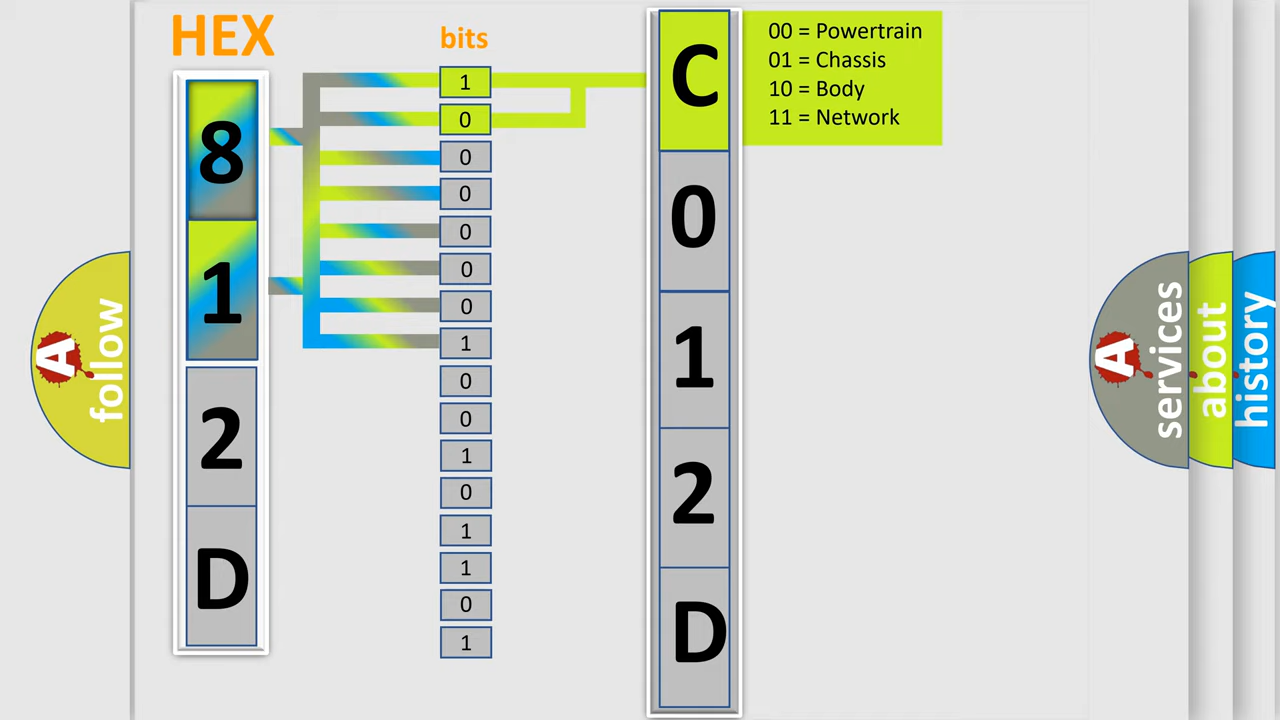 HEX
bits
8
1
2
D
1
0
0
0
0
0
0
1
0
0
1
0
1
1
0
1
C
0
1
2
D
00 = Powertrain
01 = Chassis
10 = Body
11 = Network
A
follow
A
services
about
history